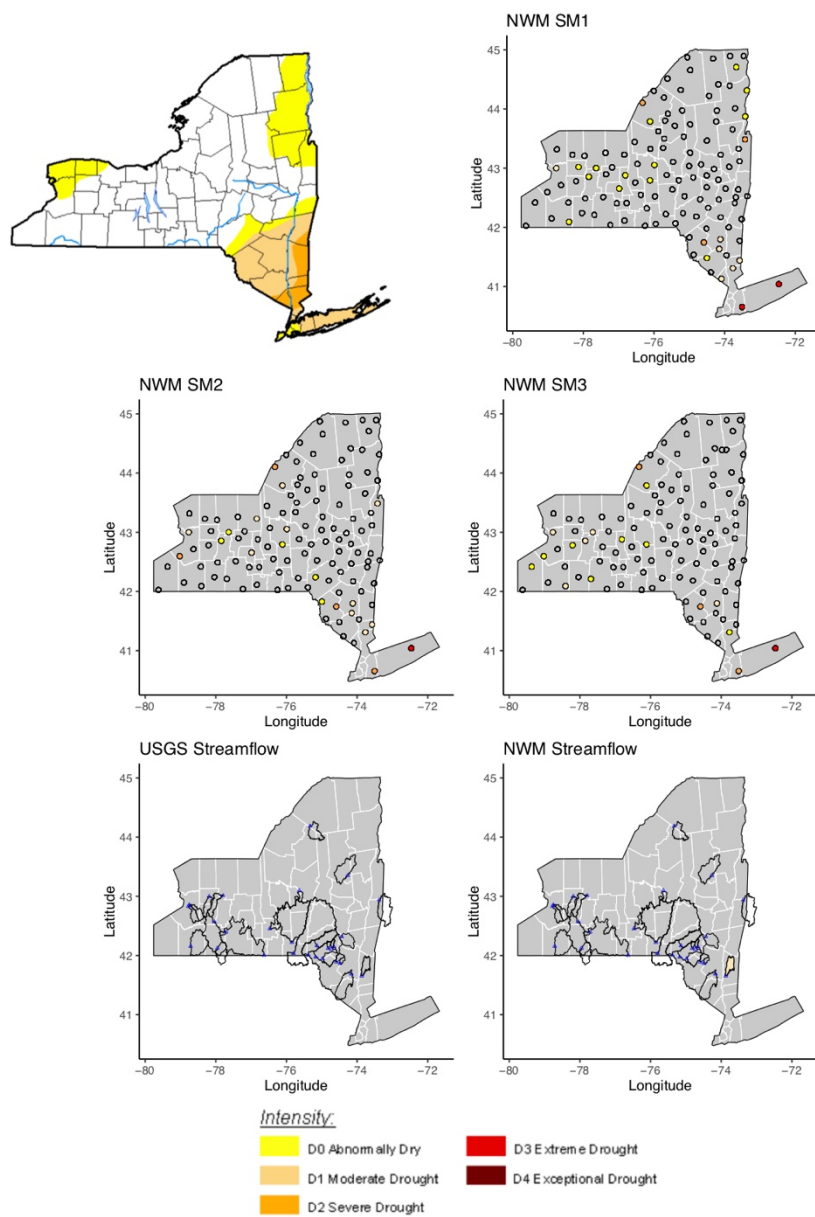 NWM SM1
45
44
43
42
41
Latitude
−80 −78 −76 −74 −72
Longitude
NWM SM2
45
44
43
42
41
Latitude
−80 −78 −76 −74 −72
Longitude
NWM SM3
45
44
43
42
41
Latitude
−80 −78 −76 −74 −72
Longitude
USGS Streamflow
45
44
43
42
41
Latitude
−80 −78 −76 −74 −72
Longitude
NWM Streamflow
45
44
43
42
41
Latitude
−80 −78 −76 −74 −72
Longitude
Intensity:
D0 Abnormally Dry
D1 Moderate Drought
D2 Severe Drought
D3 Extreme Drought
D4 Exceptional Drought